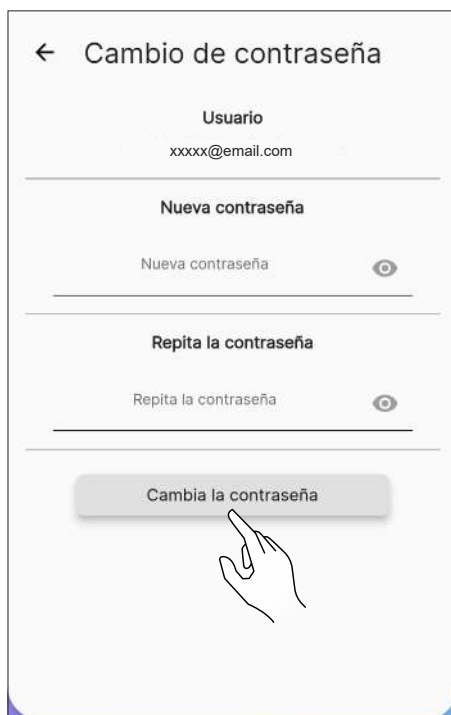 Cambio de contraseña
Usuario
xxxxx@email.com
Nueva contraseña
Nueva contraseña
Repita la contraseña
Repita la contraseña
Cambia la contraseña